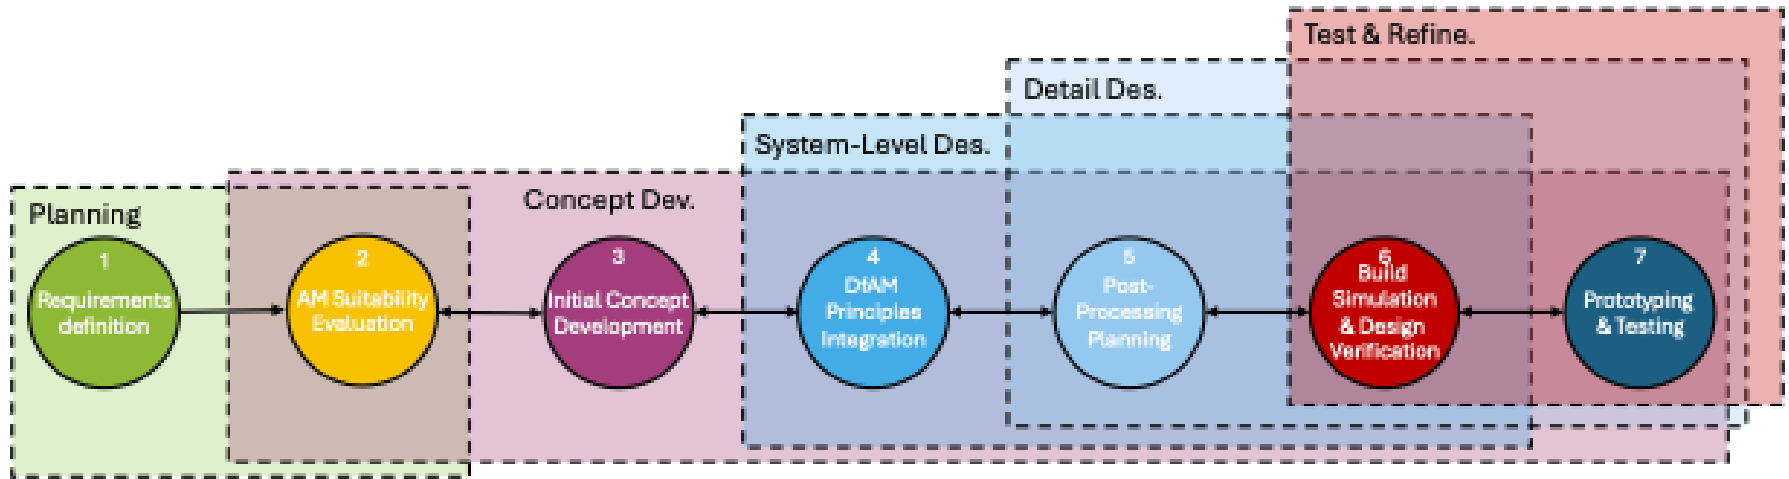 Test & Refine.
Detail Des.
System-Level Des.
Concept Dev.
Planning
1
Requirements
definition
2
AM Suitability
Evaluation
3
Initial Concept
Development
4
DfAM
Principles
Integration
5
Post-
Processing
Planning
6
Build
Simulation
& Design
Verification
7
Prototyping
& Testing